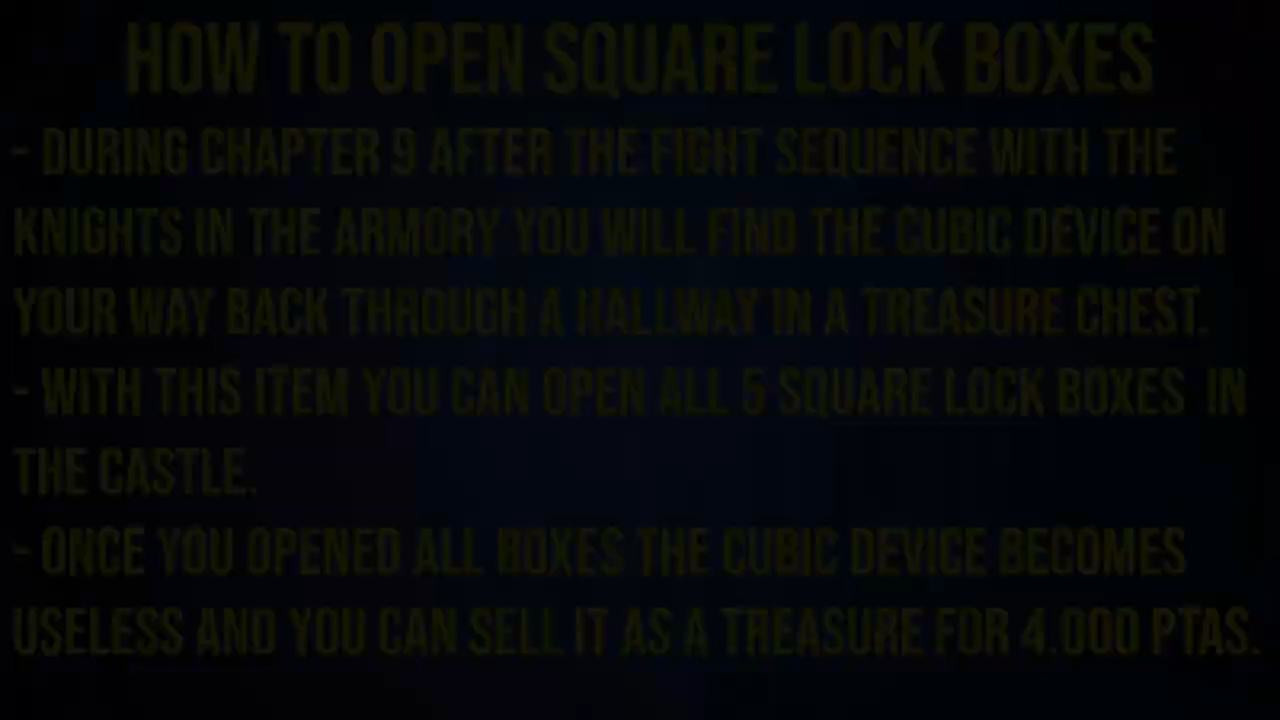 HOW TO OPEN SQUARE LOCK BOXES
- DURING CHAPTER 9 AFTER THE FIGHT SEQUENCE WITH THE
KNIGHTS IN THE ARMORY YOU WILL FIND THE CUBIC DEVICE ON
YOUR WAY BACK THROUGH A HALLWAY IN A TREASURE CHEST.
- WITH THIS ITEM YOU CAN OPEN ALL 5 SQUARE LOCK BOXES IN
THE CASTLE.
- ONCE YOU OPENED ALL BOXES THE CUBIC DEVICE BECOMES
USELESS AND YOU CAN SELL IT AS A TREASURE FOR 4.000 PTAS.